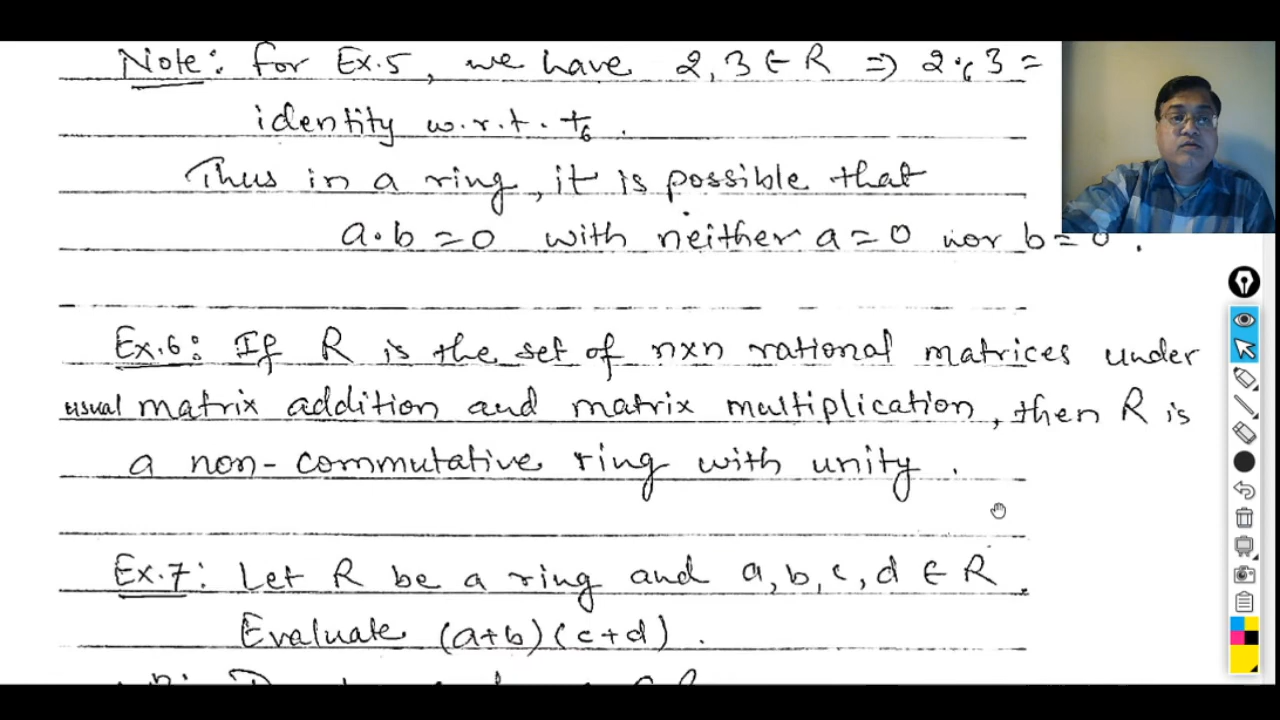 Note: For Ex.5, we have 2, 3 ∈ R ⇒ 2 ·₆ 3 =
identity w.r.t. +₆.
Thus in a ring, it is possible that
a·b = 0 with neither a = 0 nor b = 0.
Ex.6: If R is the set of nxn rational matrices under
usual matrix addition and matrix multiplication, then R is
a non-commutative ring with unity.
Ex.7: Let R be a ring and a, b, c, d ∈ R.
Evaluate (a+b)(c+d).